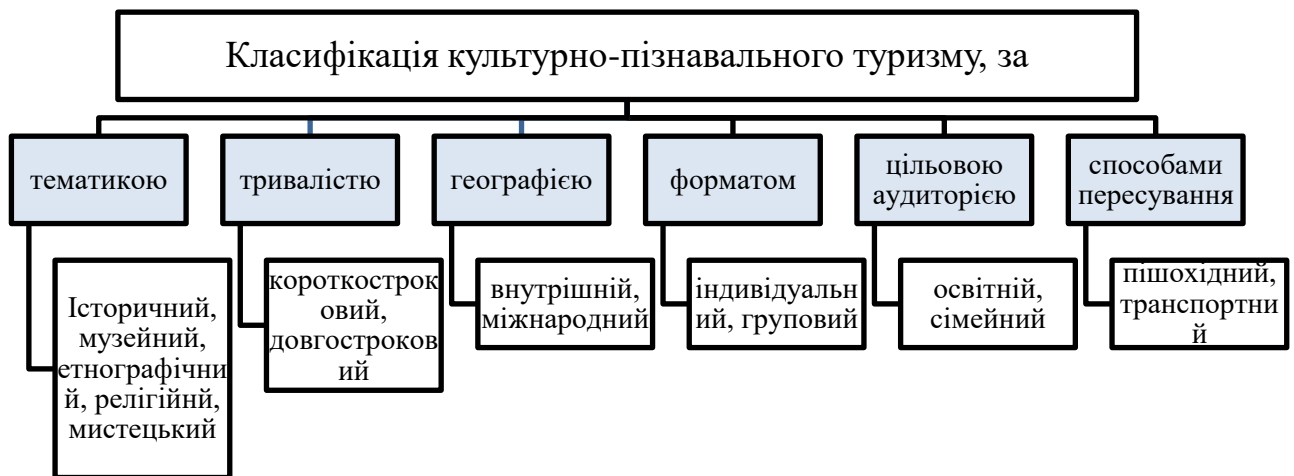 Класифікація культурно-пізнавального туризму, за
тематикою
тривалістю
географією
форматом
цільовою
аудиторією
способами
пересування
Історичний,
музейний,
етнографічни
й, релігійнй,
мистецький
короткострок
овий,
довгостроков
ий
внутрішній,
міжнародний
індивідуальн
ий, груповий
освітній,
сімейний
пішохідний,
транспортни
й